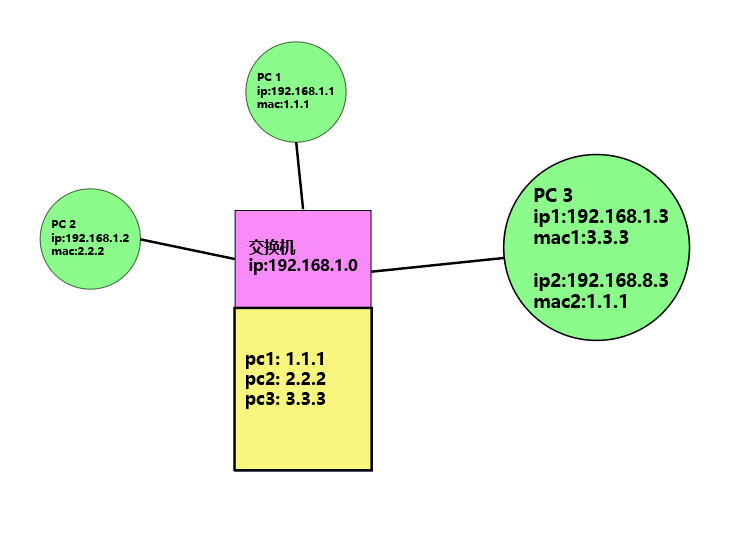 PC 1
ip:192.168.1.1
mac:1.1.1
PC 2
ip:192.168.1.2
mac:2.2.2
交换机
ip:192.168.1.0
PC 3
ip1:192.168.1.3
mac1:3.3.3
ip2:192.168.8.3
mac2:1.1.1
pc1: 1.1.1
pc2: 2.2.2
pc3: 3.3.3